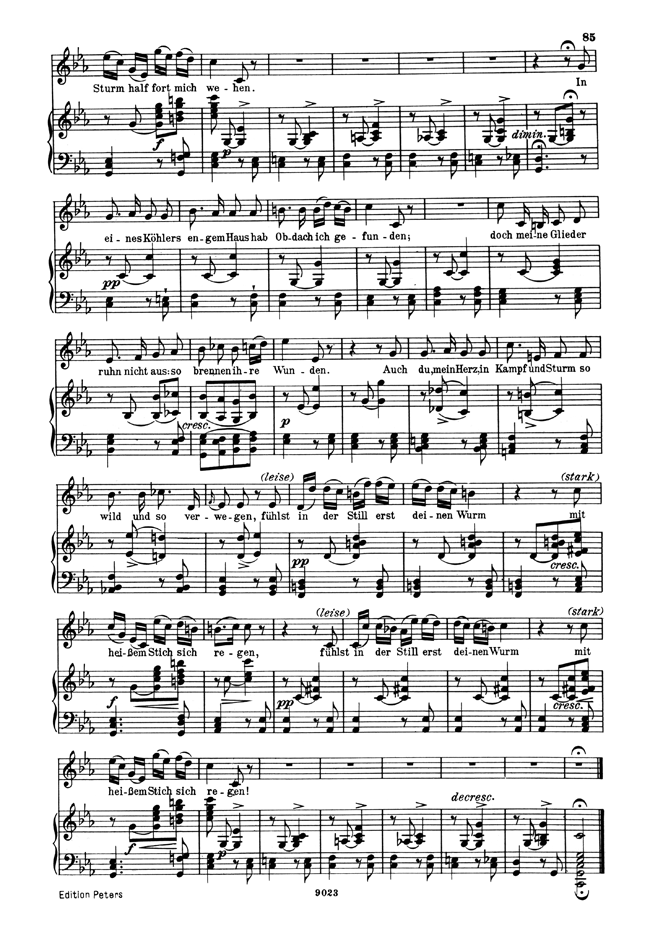 85
Sturm half fort mich we - hen. In
f p dimin.
ei - nes Köhlers en - gem Haus hab Ob - dach ich ge - fun - den; doch mei - ne Glieder
pp
ruhn nicht aus: so brennen ih - re Wun - den. Auch du, mein Herz, in Kampf und Sturm so
cresc. p
(leise) (stark)
wild und so ver - we - gen, fühlst in der Still erst dei - nen Wurm mit
pp cresc.
(leise) (stark)
hei - ßem Stich sich re - gen, fühlst in der Still erst dei - nen Wurm mit
f pp cresc.
hei - ßem Stich sich re - gen!
decresc.
f p
Edition Peters 9023